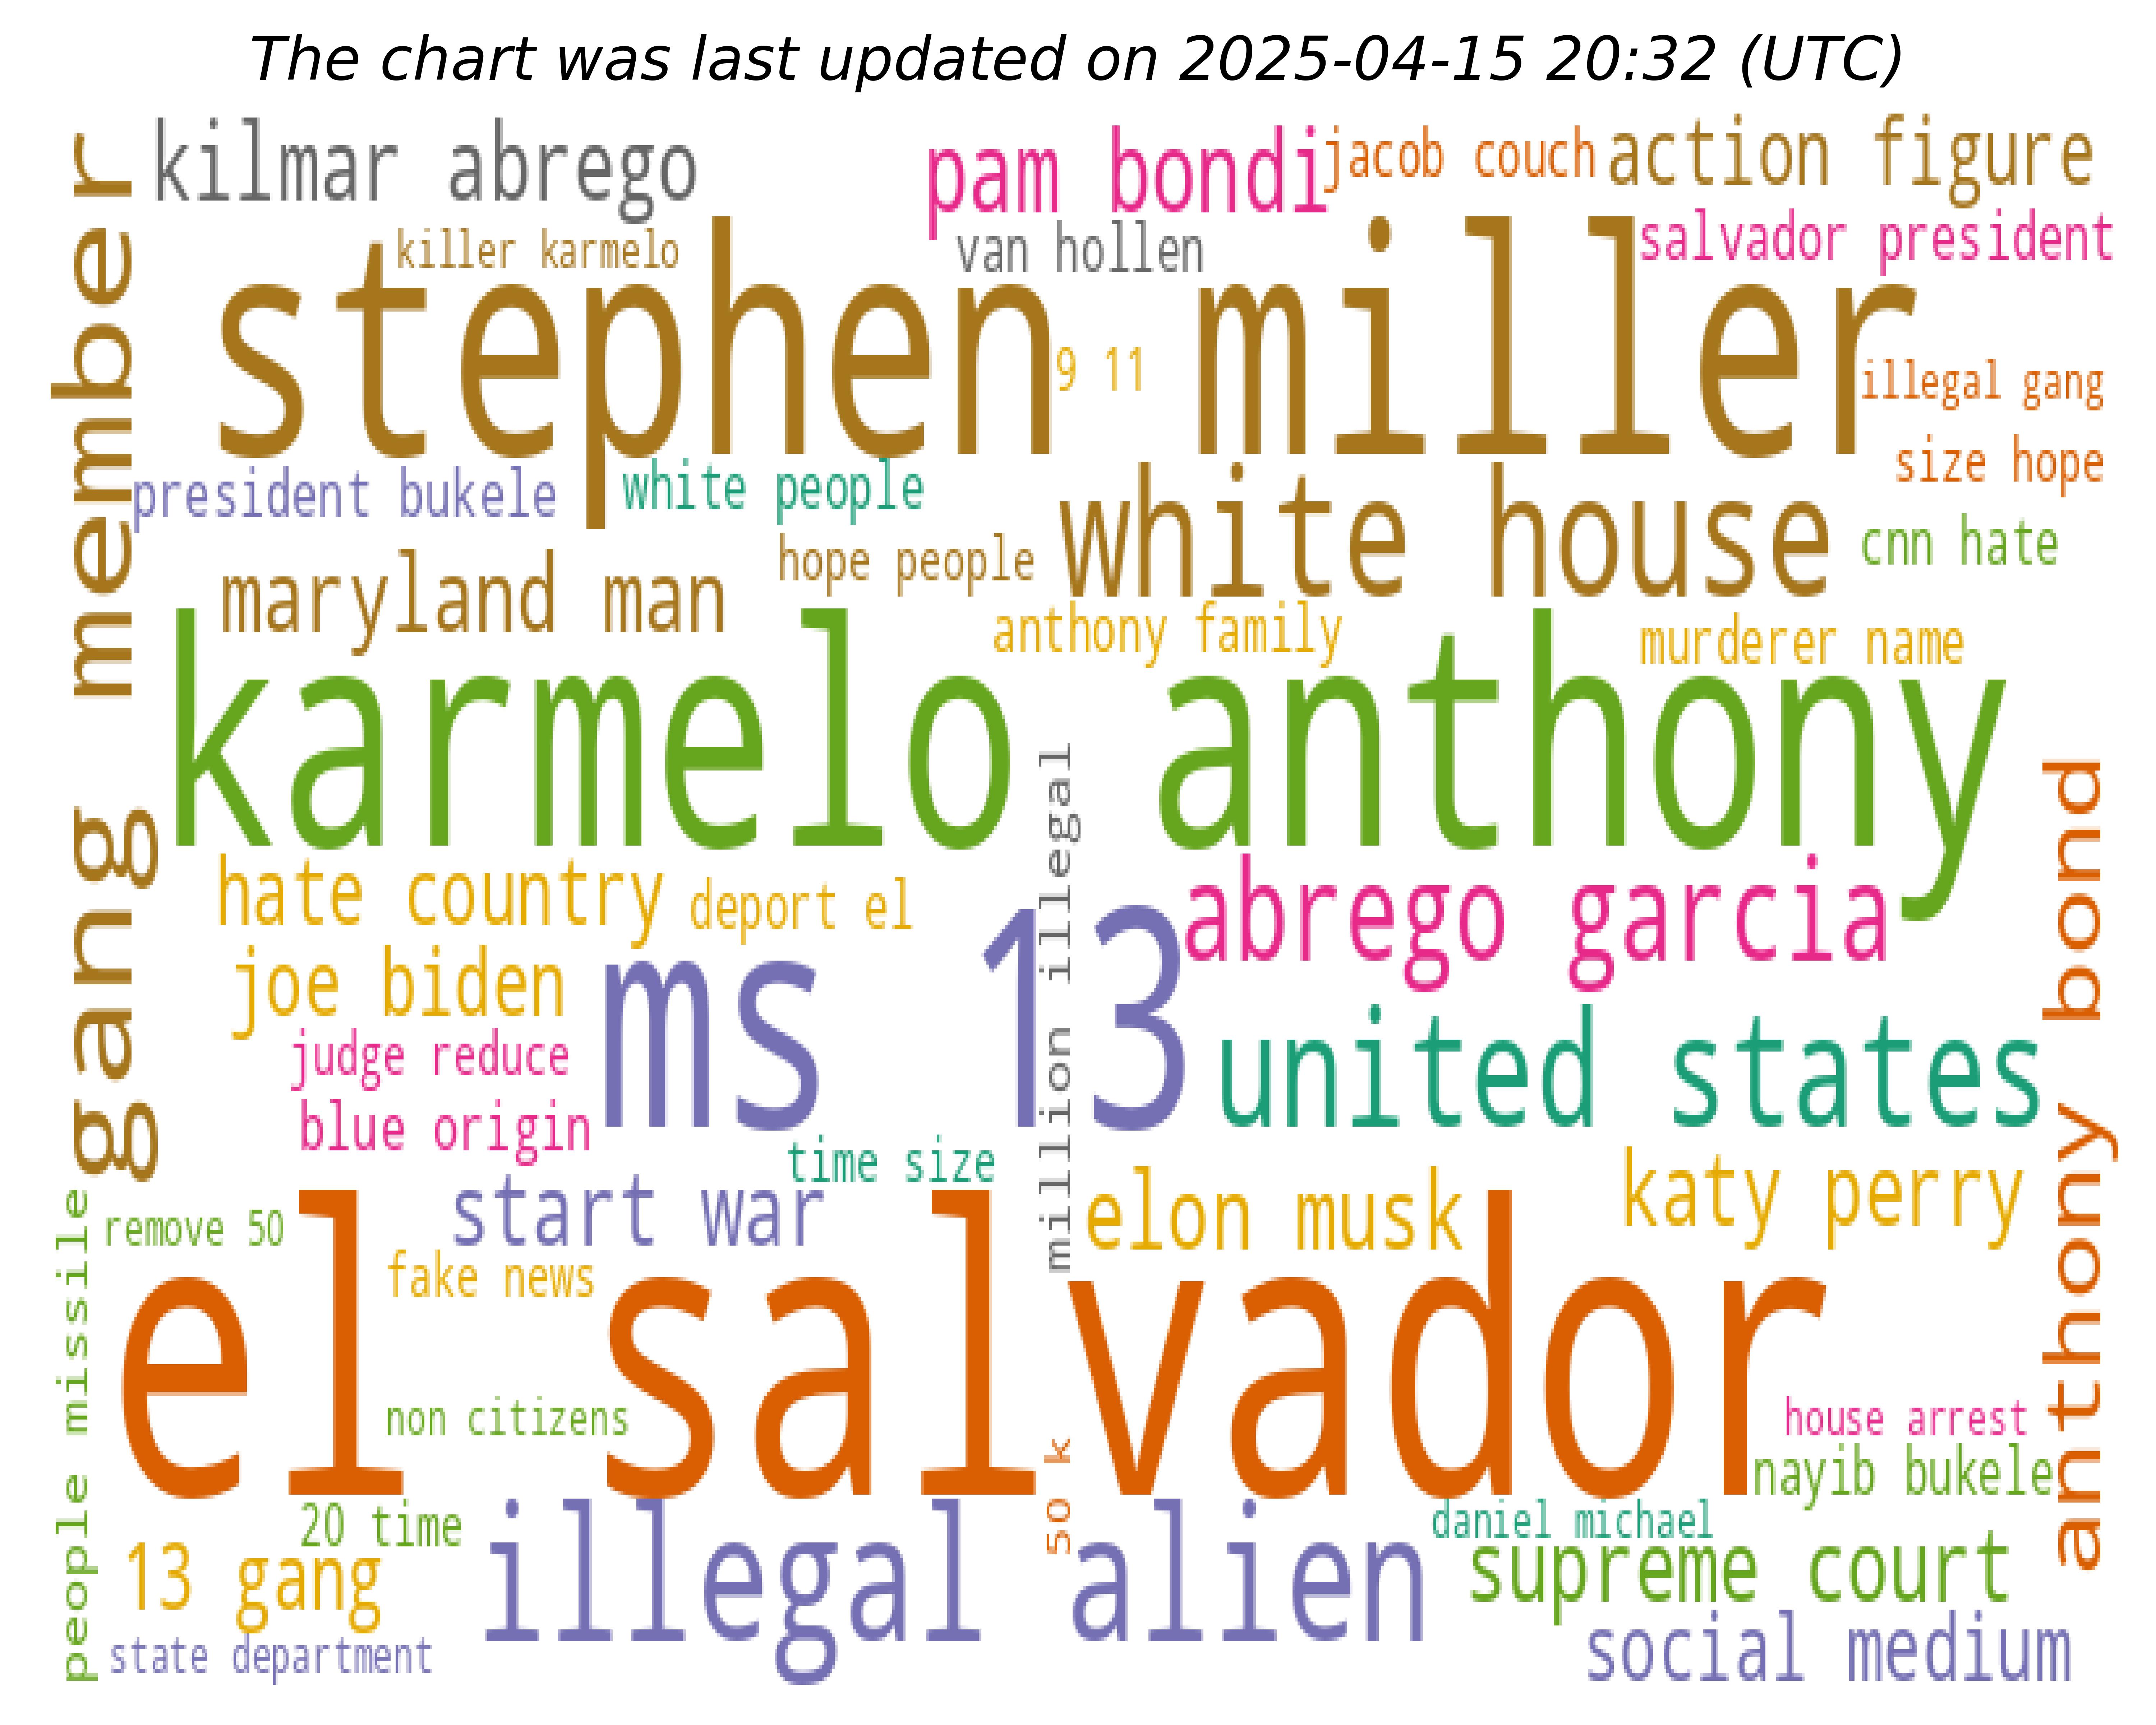 The chart was last updated on 2025-04-15 20:32 (UTC)
kilmar abrego
pam bondi
jacob couch
action figure
gang member
killer karmelo
van hollen
salvador president
stephen miller
9 11
illegal gang
size hope
president bukele
white people
white house
cnn hate
hope people
maryland man
anthony family
murderer name
karmelo anthony
million illegal
anthony bond
hate country
deport el
abrego garcia
joe biden
ms 13
judge reduce
united states
blue origin
time size
start war
elon musk
katy perry
people missile
remove 50
fake news
el salvador
non citizens
house arrest
50 k
nayib bukele
20 time
illegal alien
daniel michael
13 gang
supreme court
state department
social medium